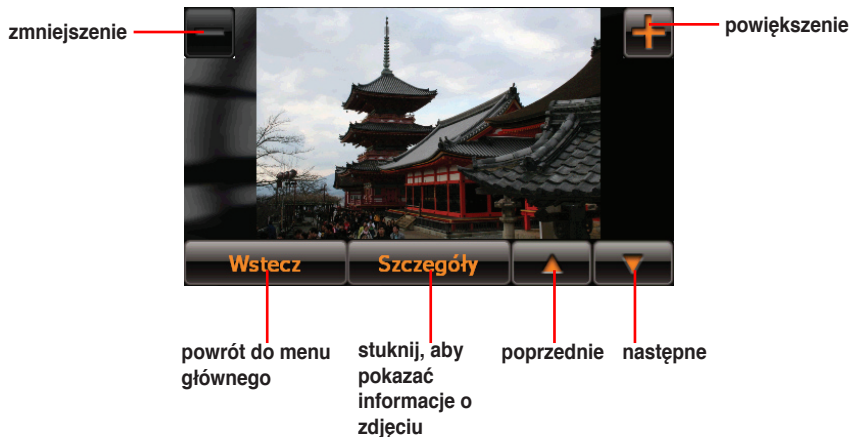 zmniejszenie
powiększenie
Wstecz
Szczegóły
powrót do menu
głównego
stuknij, aby
pokazać
informacje o
zdjęciu
poprzednie
następne